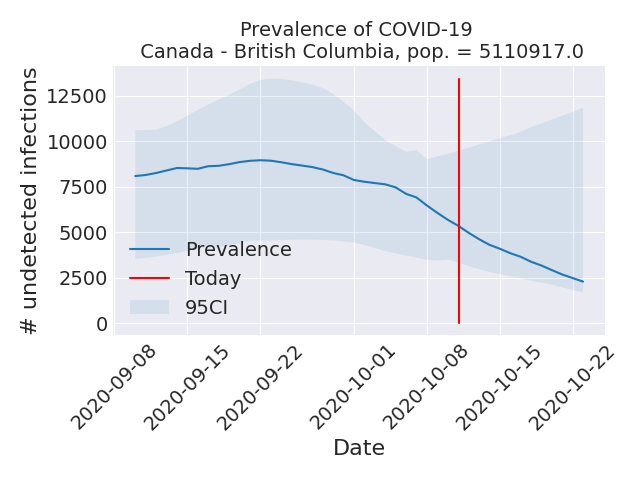 Prevalence of COVID-19
Canada - British Columbia, pop. = 5110917.0
# undetected infections
12500
10000
7500
5000
2500
0
Prevalence
Today
95CI
2020-09-08
2020-09-15
2020-09-22
2020-10-01
2020-10-08
2020-10-15
2020-10-22
Date